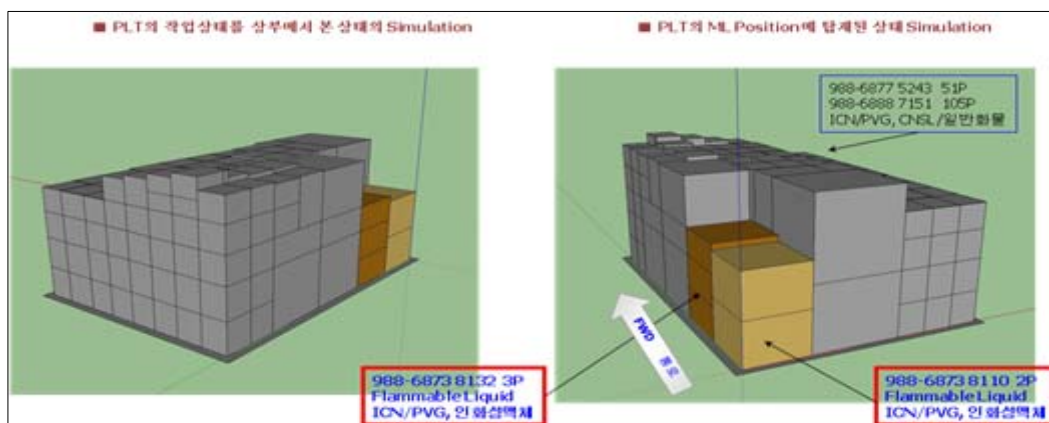 ■ PLT의 작업상태를 상부에서 본 상태의 Simulation
■ PLT의 ML Position에 탑재된 상태 Simulation
988-6877 5243 51P
988-6888 7151 105P
ICN/PVG, CNSL/일반화물
FWD 통로
988-6873 8132 3P
Flammable Liquid
ICN/PVG, 인화성액체
988-6873 8110 2P
Flammable Liquid
ICN/PVG, 인화성액체